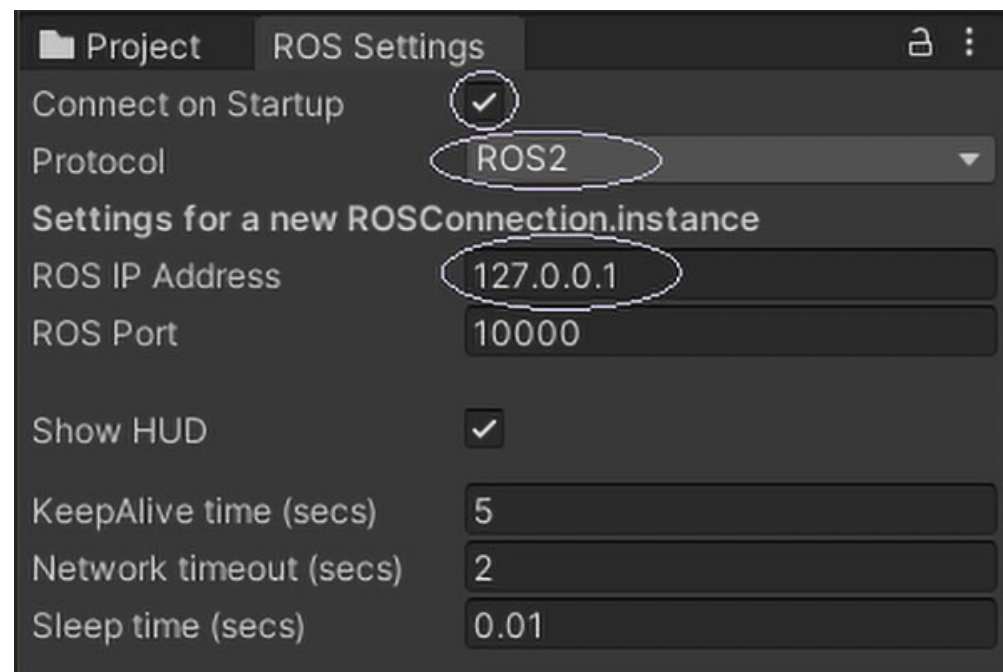 Project ROS Settings
Connect on Startup
Protocol ROS2
Settings for a new ROSConnection.instance
ROS IP Address 127.0.0.1
ROS Port 10000
Show HUD
KeepAlive time (secs) 5
Network timeout (secs) 2
Sleep time (secs) 0.01